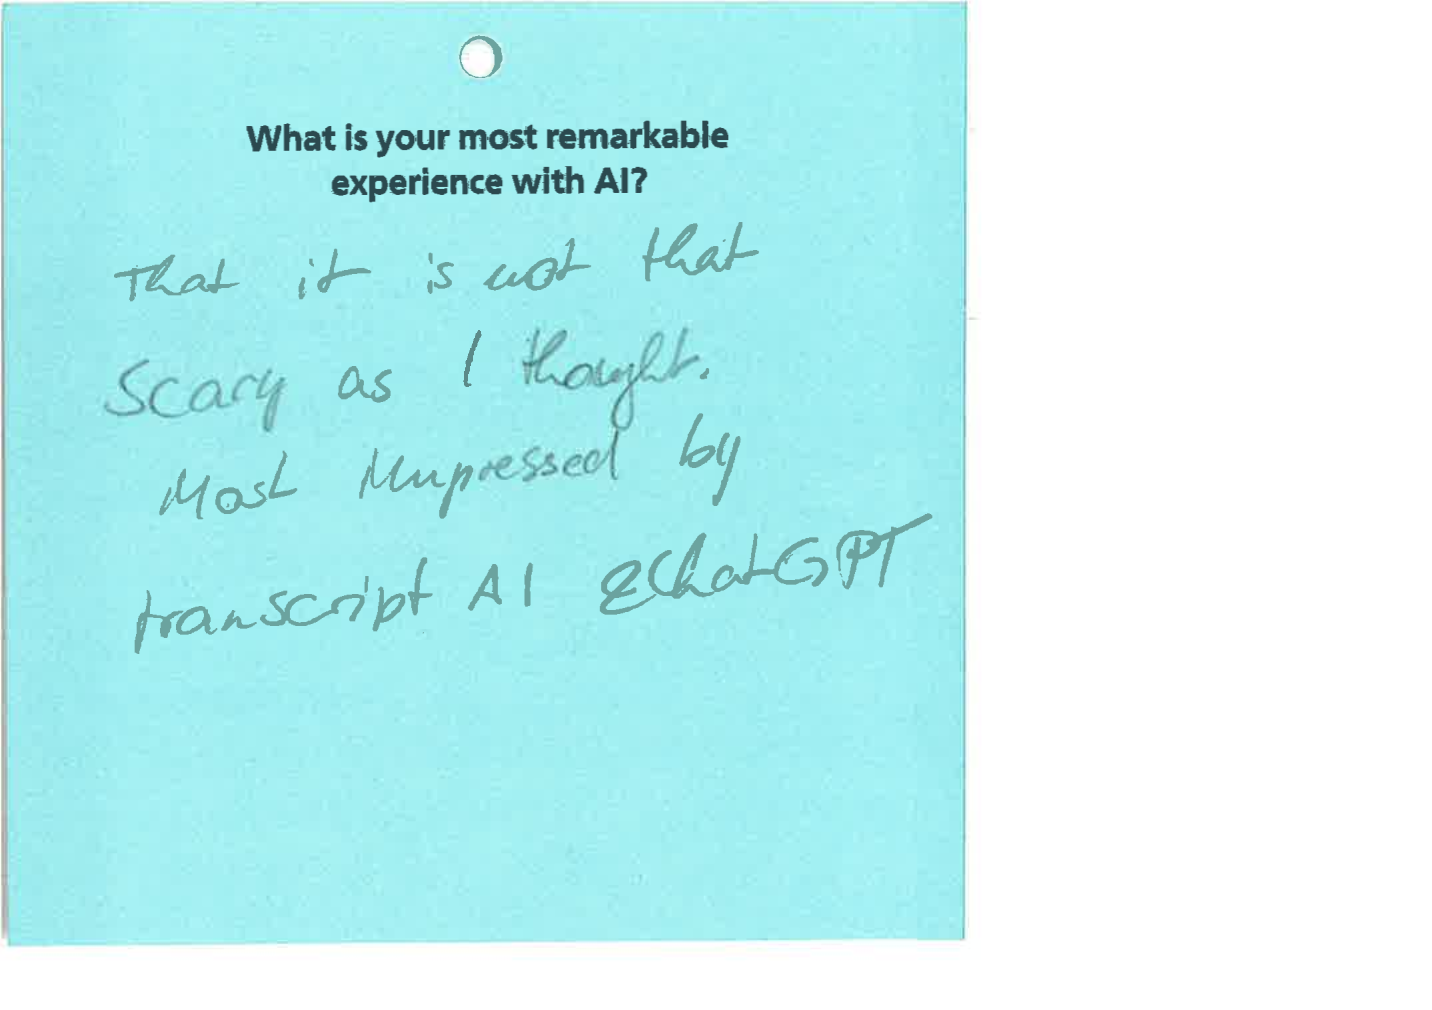 What is your most remarkable
experience with AI?
That it is not that
Scary as I thought.
Most impressed by
transcript AI & ChatGPT